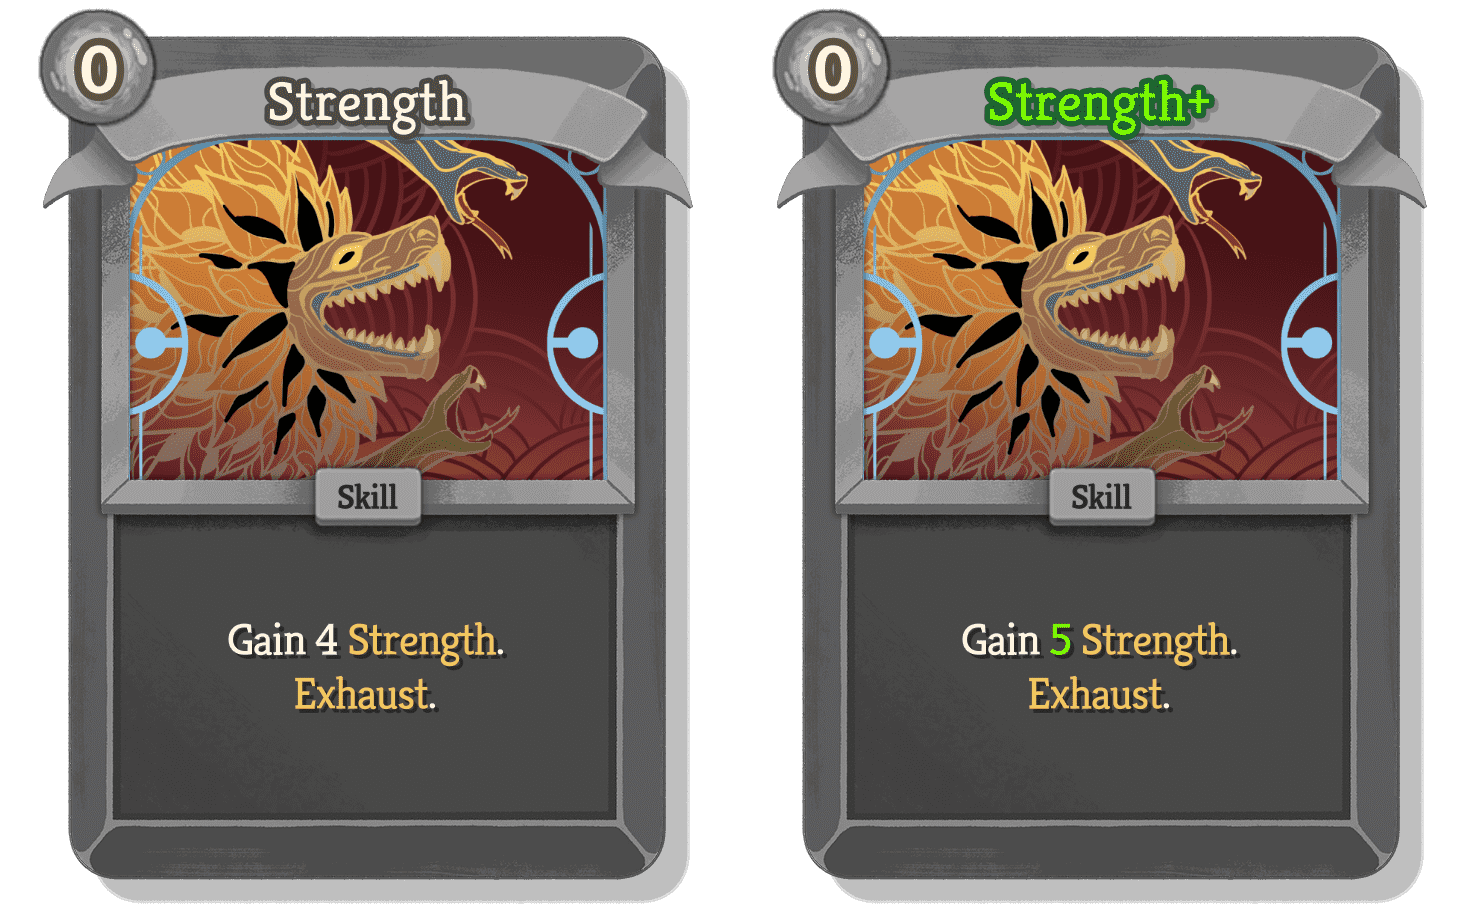 0
Strength
Skill
Gain 4 Strength.
Exhaust.
0
Strength+
Skill
Gain 5 Strength.
Exhaust.